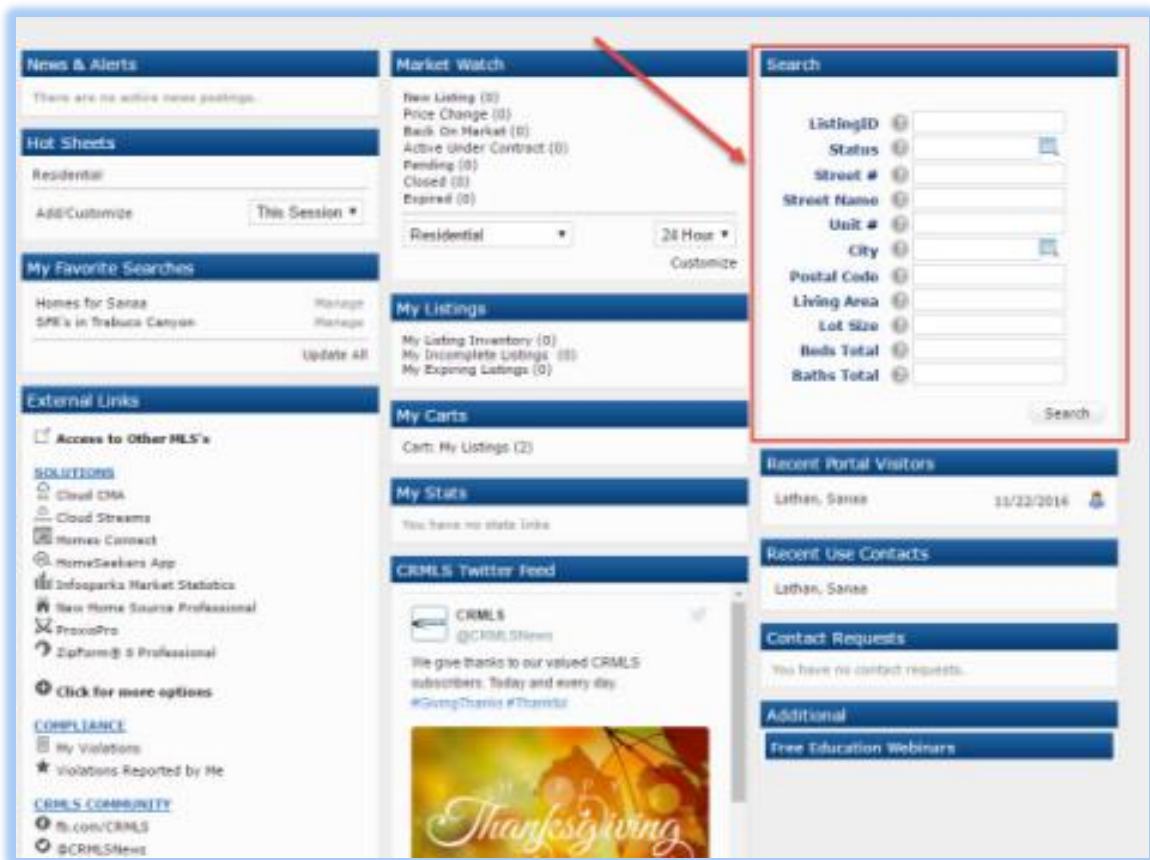 News & Alerts
There are no active news postings.
Hot Sheets
Residential
Add/Customize
This Session
My Favorite Searches
Homes for Sanaa
Manage
SFR's in Trabuco Canyon
Manage
Update All
External Links
Access to Other MLS's
SOLUTIONS
Cloud CMA
Cloud Streams
Homes Connect
HomeSeekers App
Infosparks Market Statistics
New Home Source Professional
ProxioPro
ZipForm® 6 Professional
Click for more options
COMPLIANCE
My Violations
Violations Reported by Me
CRMLS COMMUNITY
fb.com/CRMLS
@CRMLSNews
Market Watch
New Listing (0)
Price Change (0)
Back On Market (0)
Active Under Contract (0)
Pending (0)
Closed (0)
Expired (0)
Residential
24 Hour
Customize
My Listings
My Listing Inventory (0)
My Incomplete Listings (0)
My Expiring Listings (0)
My Carts
Cart: My Listings (2)
My Stats
You have no stats links
CRMLS Twitter Feed
CRMLS
@CRMLSNews
We give thanks to our valued CRMLS
subscribers. Today and every day.
#GivingThanks #Thankful
HAPPY
Thanksgiving
Search
ListingID
Status
Street #
Street Name
Unit #
City
Postal Code
Living Area
Lot Size
Beds Total
Baths Total
Search
Recent Portal Visitors
Lathan, Sanaa 11/22/2016
Recent Use Contacts
Lathan, Sanaa
Contact Requests
You have no contact requests.
Additional
Free Education Webinars